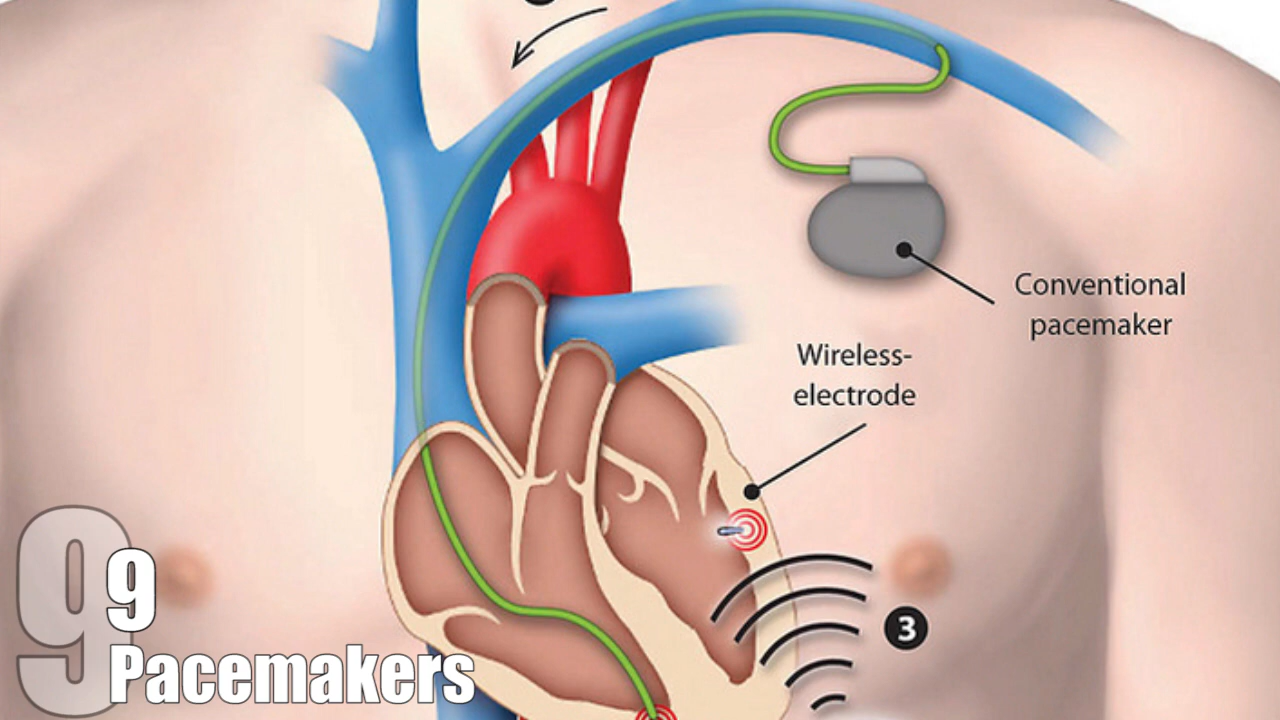 Conventional
pacemaker
Wireless-
electrode
3
9
9
Pacemakers